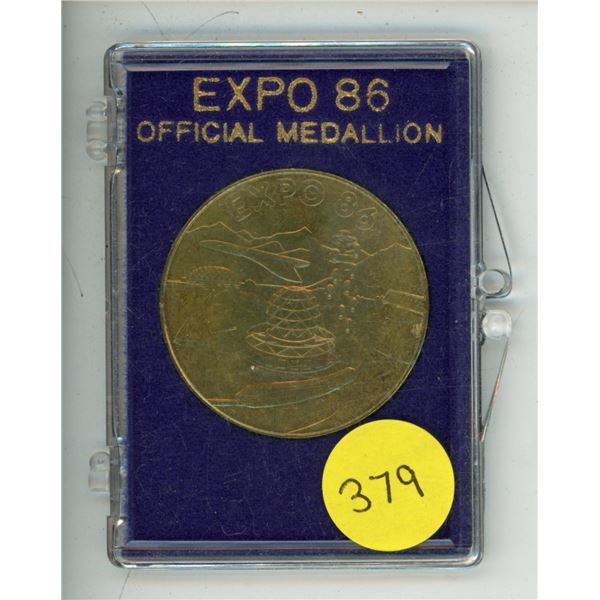 EXPO 86
OFFICIAL MEDALLION
EXPO 86
379